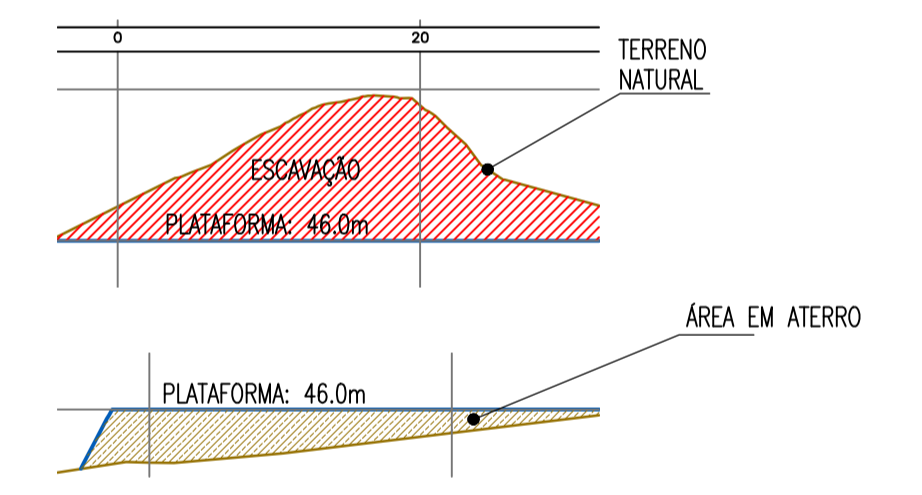 0
20
TERRENO
NATURAL
ESCAVAÇÃO
PLATAFORMA: 46.0m
ÁREA EM ATERRO
PLATAFORMA: 46.0m